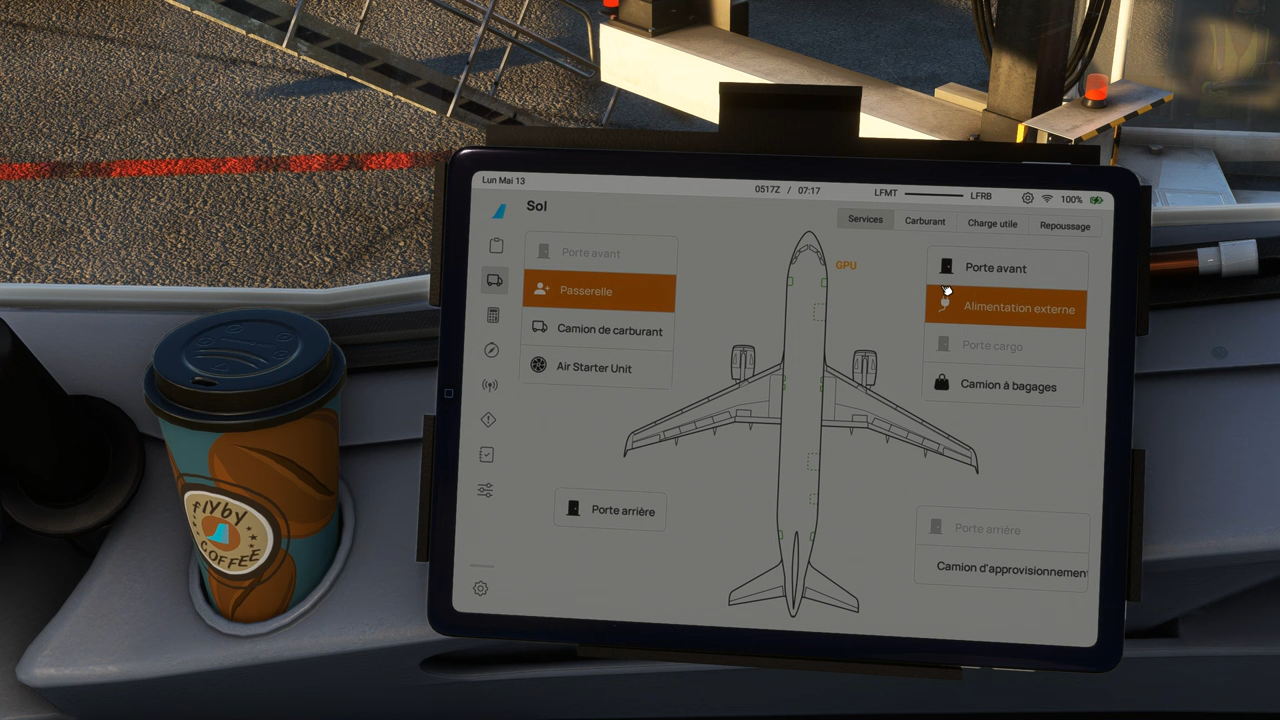 Lun Mai 13
0517Z / 07:17
LFMT
LFRB
100%
Sol
Services
Carburant
Charge utile
Repoussage
Porte avant
Passerelle
Camion de carburant
Air Starter Unit
GPU
Porte avant
Alimentation externe
Porte cargo
Camion à bagages
Porte arrière
Porte arrière
Camion d'approvisionnement
flyby
COFFEE